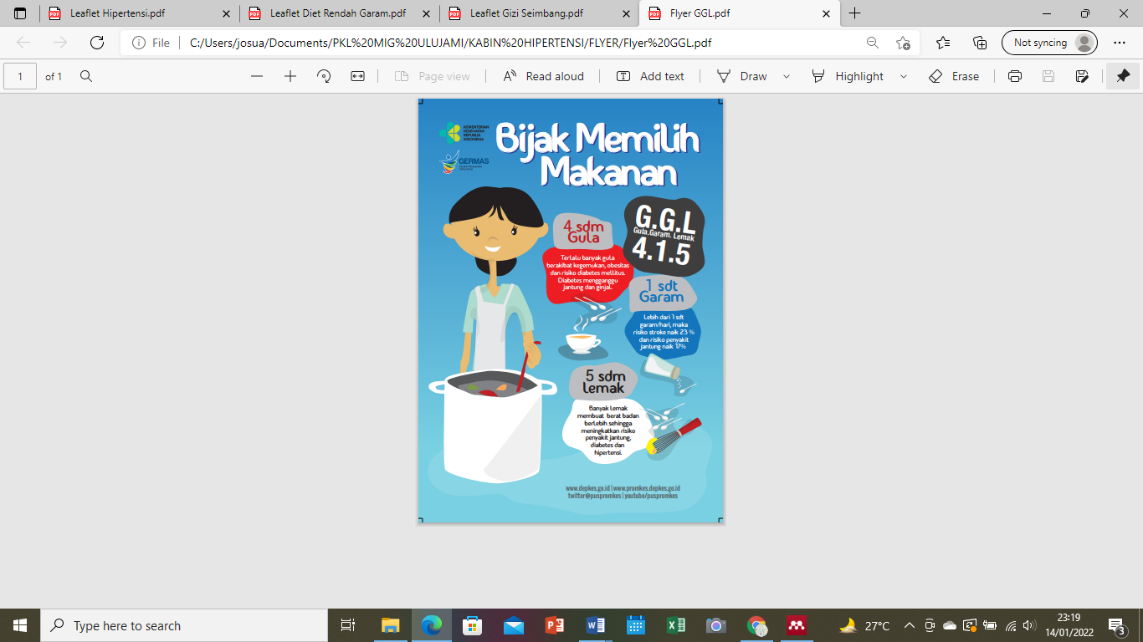 Leaflet Hipertensi.pdf
Leaflet Diet Rendah Garam.pdf
Leaflet Gizi Seimbang.pdf
Flyer GGL.pdf
File
C:/Users/josua/Documents/PKL%20MIG%20ULUJAMI/KABIN%20HIPERTENSI/FLYER/Flyer%20GGL.pdf
Not syncing
1 of 1
Page view
Read aloud
Add text
Draw
Highlight
Erase
KEMENTERIAN
KESEHATAN
REPUBLIK
INDONESIA
GERMAS
Bijak Memilih
Makanan
G.G.L
Gula.Garam. Lemak
4.1.5
4 sdm
Gula
Terlalu banyak gula
berakibat kegemukan, obesitas
dan risiko diabetes mellitus.
Diabetes mengganggu
jantung dan ginjal.
1 sdt
Garam
Lebih dari 1 sdt
garam/hari, maka
risiko stroke naik 23 %
dan risiko penyakit
jantung naik 17%
5 sdm
lemak
Banyak lemak
membuat berat badan
berlebih sehingga
meningkatkan risiko
penyakit jantung,
diabetes dan
hipertensi.
www.depkes.go.id | www.promkes.depkes.go.id
twitter@puspromkes | youtube/puspromkes
Type here to search
27°C
23:19
14/01/2022
3